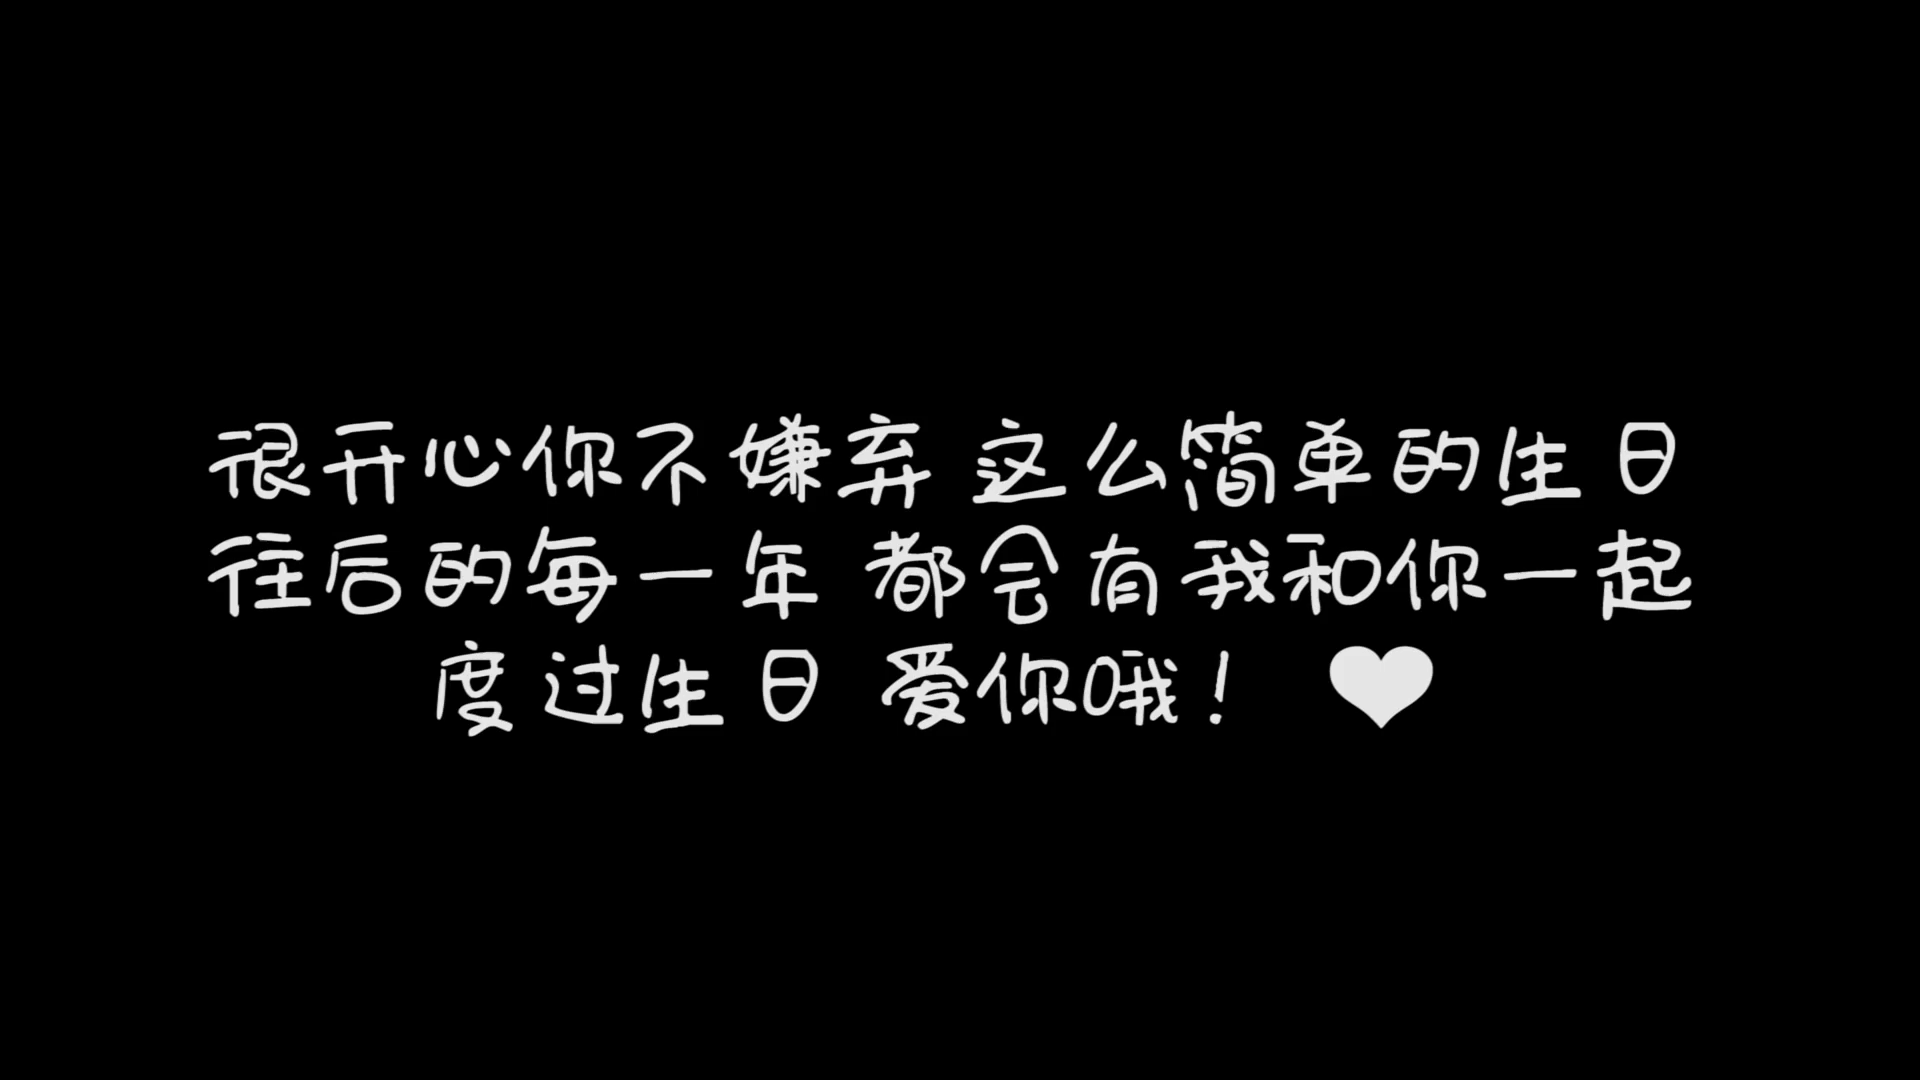 很开心你不嫌弃 这么简单的生日
往后的每一年 都会有我和你一起
度过生日 爱你哦！ ♥